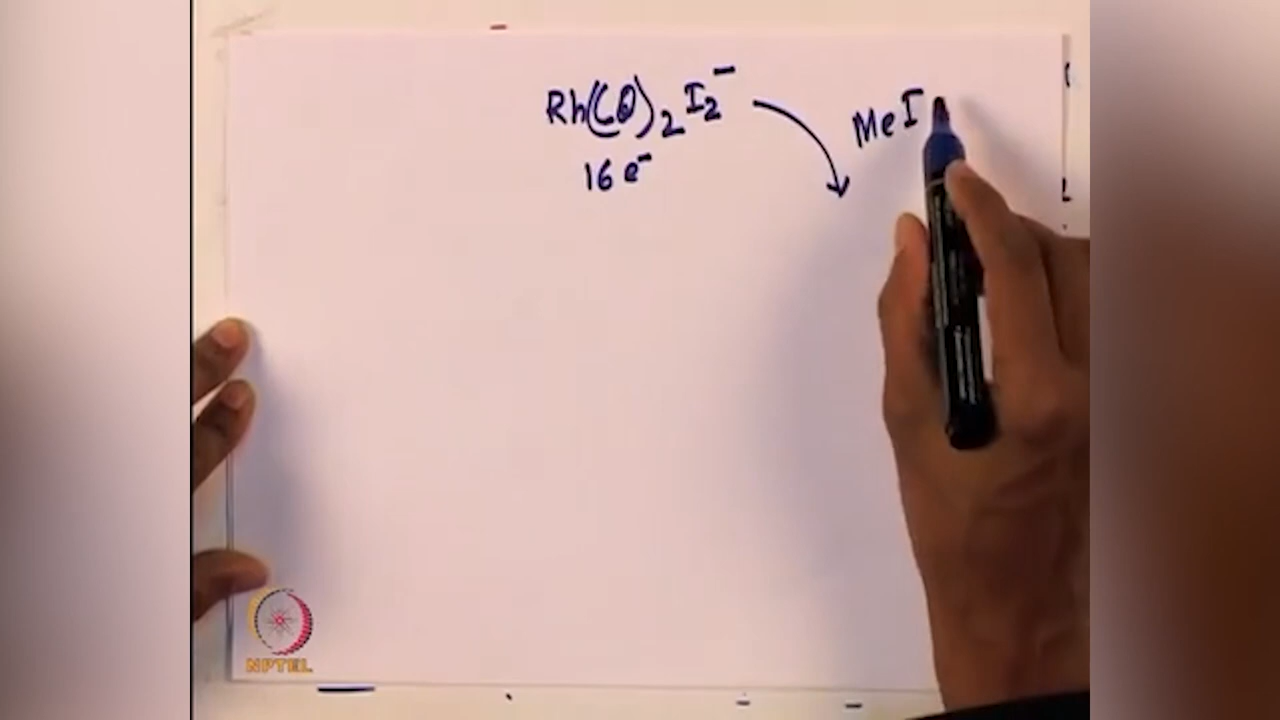 Rh(CO)₂I₂⁻
MeI
16 e⁻
NPTEL